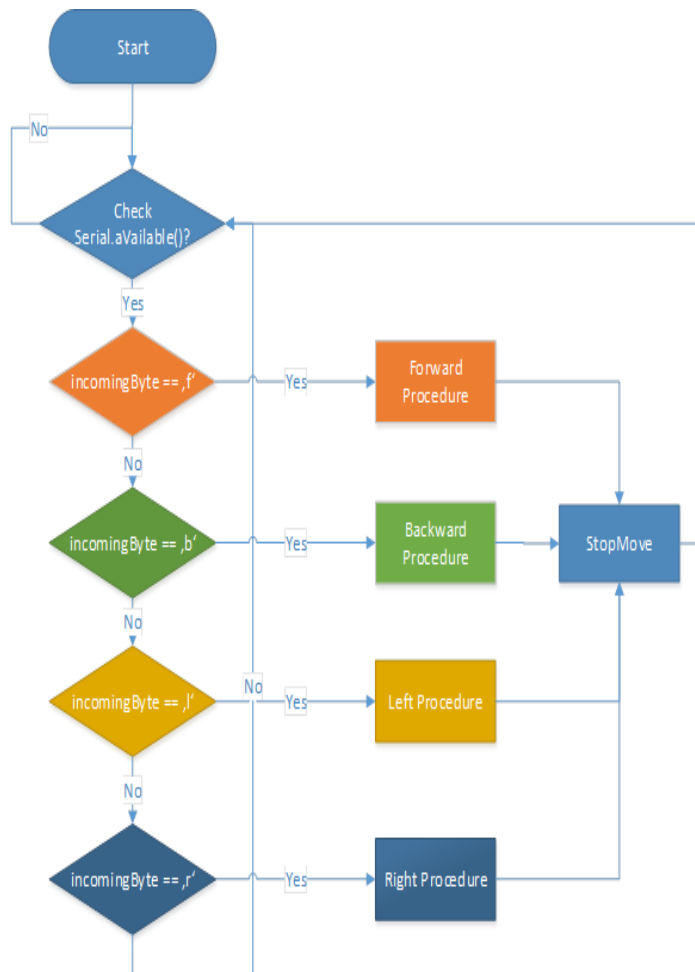 Start
No
Check
Serial.aVailable()?
Yes
incomingByte == ‚f‘
Yes
Forward
Procedure
No
incomingByte == ‚b‘
Yes
Backward
Procedure
StopMove
No
incomingByte == ‚l‘
No
Yes
Left Procedure
No
incomingByte == ‚r‘
Yes
Right Procedure